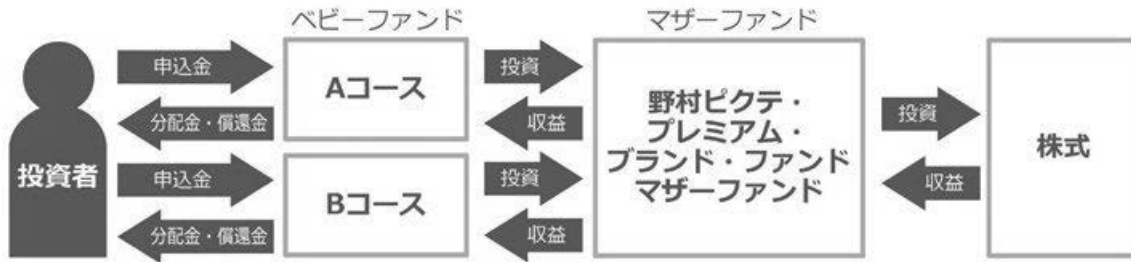 ベビーファンド
マザーファンド
投資者
申込金
分配金・償還金
申込金
分配金・償還金
Aコース
Bコース
投資
収益
投資
収益
野村ピクテ・
プレミアム・
ブランド・ファンド
マザーファンド
投資
収益
株式